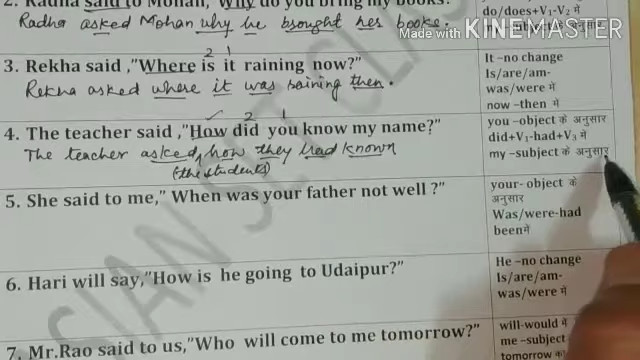 2. Radha said to Mohan, "Why do you bring my books?
Radha asked Mohan why he brought her books.
do/does+V₁-V₂ में
Made with KINEMASTER
2 1
3. Rekha said ,"Where is it raining now?"
Rekha asked where it was raining then.
It –no change
Is/are/am-
was/were में
now –then में
2 1
4. The teacher said ,"How did you know my name?"
The teacher asked how they had known
(the students)
you –object के अनुसार
did+V₁-had+V₃ में
my –subject के अनुसार
5. She said to me," When was your father not well ?"
your- object के
अनुसार
Was/were-had
beenमें
6. Hari will say,"How is he going to Udaipur?"
He –no change
Is/are/am-
was/were में
7. Mr.Rao said to us,"Who will come to me tomorrow?"
will-would में
me –subject के
tomorrow का